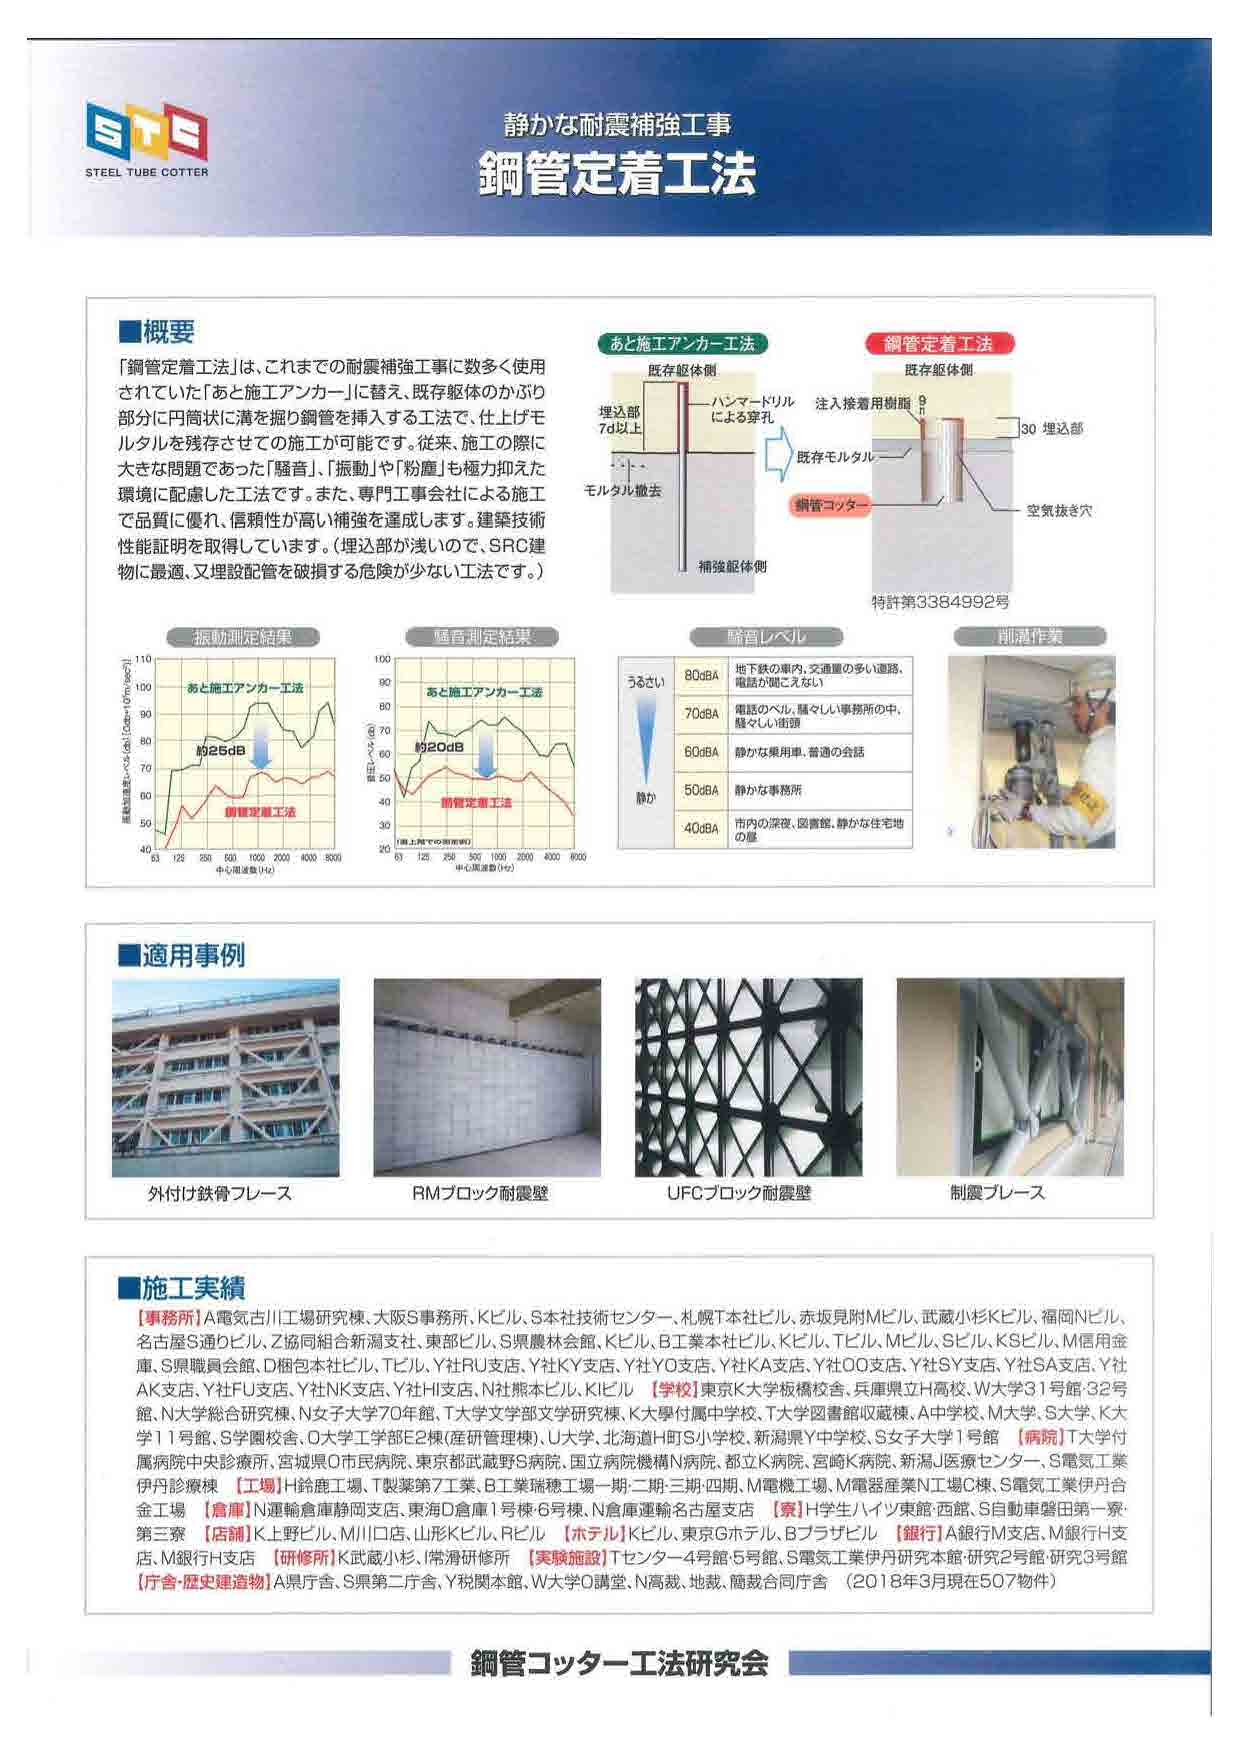 STC
STEEL TUBE COTTER
静かな耐震補強工事
鋼管定着工法
■概要
「鋼管定着工法」は、これまでの耐震補強工事に数多く使用
されていた「あと施工アンカー」に替え、既存躯体のかぶり
部分に円筒状に溝を掘り鋼管を挿入する工法で、仕上げモ
ルタルを残存させての施工が可能です。従来、施工の際に
大きな問題であった「騒音」、「振動」や「粉塵」も極力抑えた
環境に配慮した工法です。また、専門工事会社による施工
で品質に優れ、信頼性が高い補強を達成します。建築技術
性能証明を取得しています。（埋込部が浅いので、SRC建
物に最適、又埋設配管を破損する危険が少ない工法です。）
あと施工アンカー工法
既存躯体側
埋込部
7d以上
ハンマードリル
による穿孔
モルタル撤去
補強躯体側
鋼管定着工法
既存躯体側
注入接着用樹脂
9
30 埋込部
既存モルタル
鋼管コッター
空気抜き穴
特許第3384992号
振動測定結果
110
100
90
80
70
60
50
40
あと施工アンカー工法
約25dB
鋼管定着工法
63 125 250 500 1000 2000 4000 8000
中心周波数(Hz)
騒音測定結果
100
90
80
70
60
50
40
30
20
音圧レベル(db)
あと施工アンカー工法
約20dB
鋼管定着工法
63 125 250 500 1000 2000 4000 8000
中心周波数(Hz)
騒音レベル
うるさい
静か
80dBA 地下鉄の車内、交通量の多い道路、
電話が聞こえない
70dBA 電話のベル、騒々しい事務所の中、
騒々しい街頭
60dBA 静かな乗用車、普通の会話
50dBA 静かな事務所
40dBA 市内の深夜、図書館、静かな住宅地
の昼
削溝作業
■適用事例
外付け鉄骨フレース
RMブロック耐震壁
UFCブロック耐震壁
制震ブレース
■施工実績
【事務所】A電気古川工場研究棟、大阪S事務所、Kビル、S本社技術センター、札幌T本社ビル、赤坂見附Mビル、武蔵小杉Kビル、福岡Nビル、
名古屋S通りビル、Z協同組合新潟支社、東部ビル、S県農林会館、Kビル、B工業本社ビル、Kビル、Tビル、Mビル、Sビル、KSビル、M信用金
庫、S県職員会館、D梱包本社ビル、Tビル、Y社RU支店、Y社KY支店、Y社YO支店、Y社KA支店、Y社OO支店、Y社SY支店、Y社SA支店、Y社
AK支店、Y社FU支店、Y社NK支店、Y社HI支店、N社熊本ビル、KIビル 【学校】東京K大学板橋校舎、兵庫県立H高校、W大学31号館・32号
館、N大学総合研究棟、N女子大学70年館、T大学文学部文学研究棟、K大學付属中学校、T大学図書館収蔵棟、A中学校、M大学、S大学、K大
学11号館、S学園校舎、O大学工学部E2棟(産研管理棟)、U大学、北海道H町S小学校、新潟県Y中学校、S女子大学1号館 【病院】T大学付
属病院中央診療所、宮城県O市民病院、東京都武蔵野S病院、国立病院機構N病院、都立K病院、宮崎K病院、新潟J医療センター、S電気工業
伊丹診療棟 【工場】H鈴鹿工場、T製薬第7工業、B工業瑞穂工場一期・二期・三期・四期、M電機工場、M電器産業N工場C棟、S電気工業伊丹合
金工場 【倉庫】N運輸倉庫静岡支店、東海D倉庫1号棟・6号棟、N倉庫運輸名古屋支店 【寮】H学生ハイツ東館・西館、S自動車磐田第一寮・
第三寮 【店舗】K上野ビル、M川口店、山形Kビル、Rビル 【ホテル】Kビル、東京Gホテル、Bプラザビル 【銀行】A銀行M支店、M銀行H支
店、M銀行H支店 【研修所】K武蔵小杉、I常滑研修所 【実験施設】Tセンター4号館・5号館、S電気工業伊丹研究本館・研究2号館・研究3号館
【庁舎・歴史建造物】A県庁舎、S県第二庁舎、Y税関本館、W大学O講堂、N高裁、地裁、簡裁合同庁舎 （2018年3月現在507物件）
鋼管コッター工法研究会